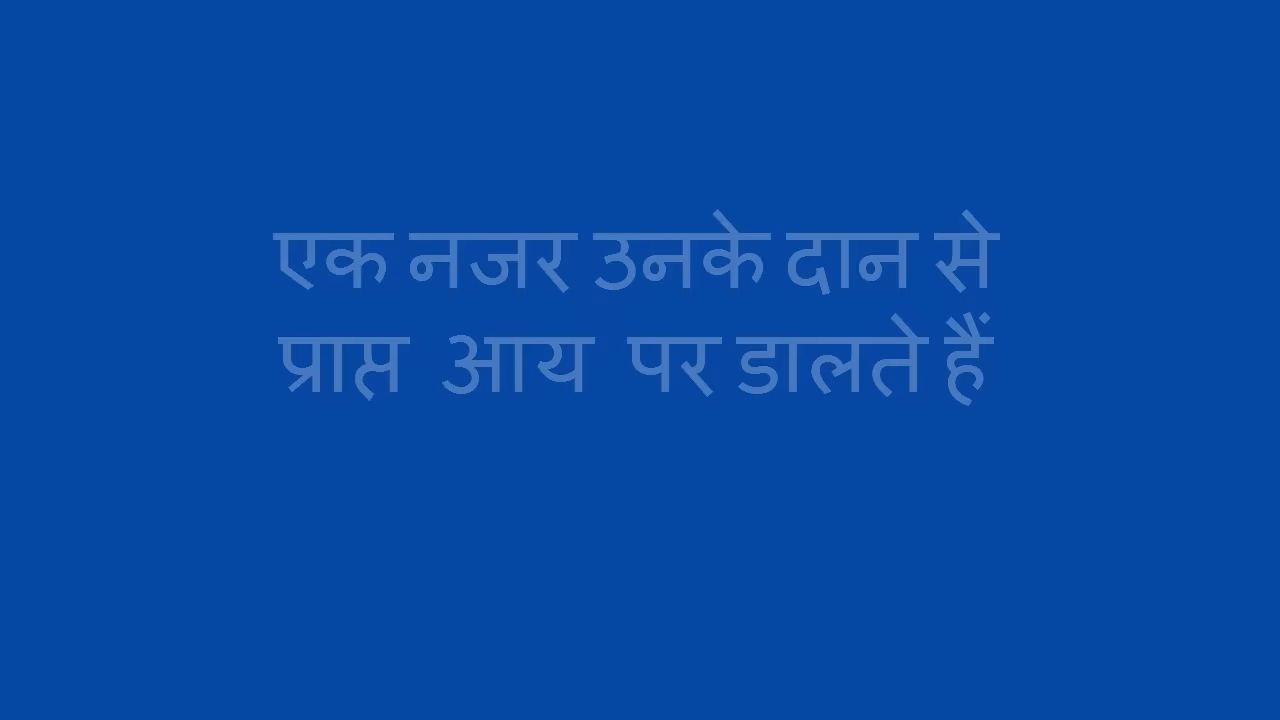 एक नजर उनके दान से
प्राप्त आय पर डालते हैं